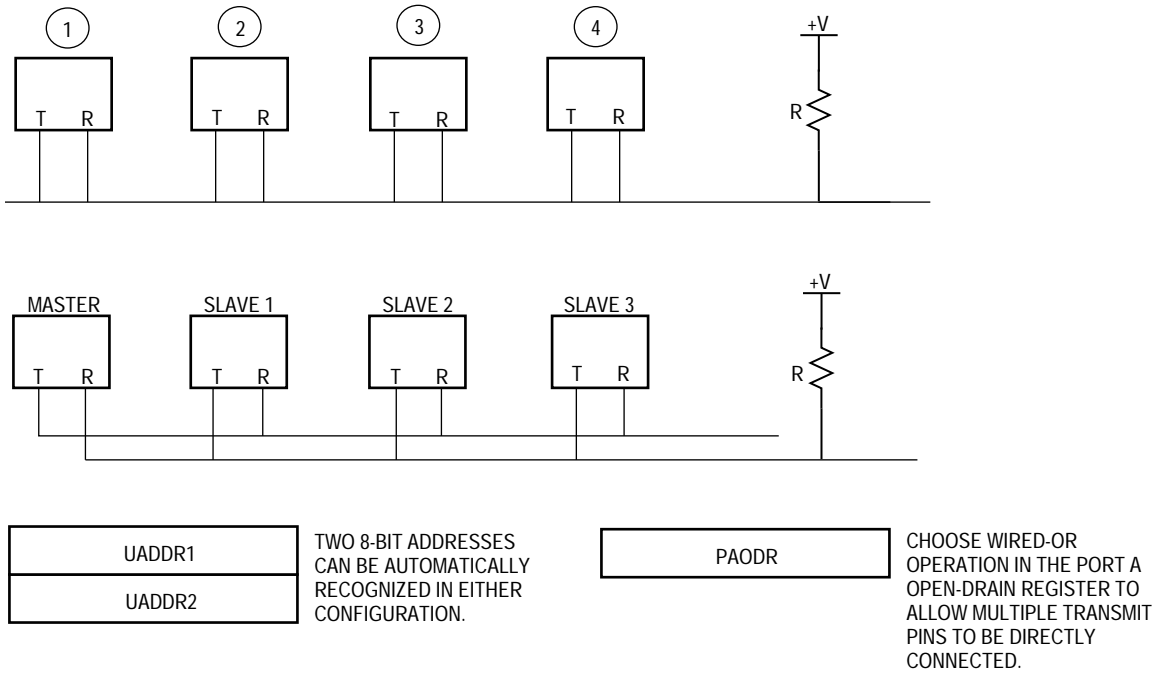 1 2 3 4 +V
T R T R T R T R R
MASTER SLAVE 1 SLAVE 2 SLAVE 3 +V
T R T R T R T R R
UADDR1
UADDR2
TWO 8-BIT ADDRESSES
CAN BE AUTOMATICALLY
RECOGNIZED IN EITHER
CONFIGURATION.
PAODR
CHOOSE WIRED-OR
OPERATION IN THE PORT A
OPEN-DRAIN REGISTER TO
ALLOW MULTIPLE TRANSMIT
PINS TO BE DIRECTLY
CONNECTED.